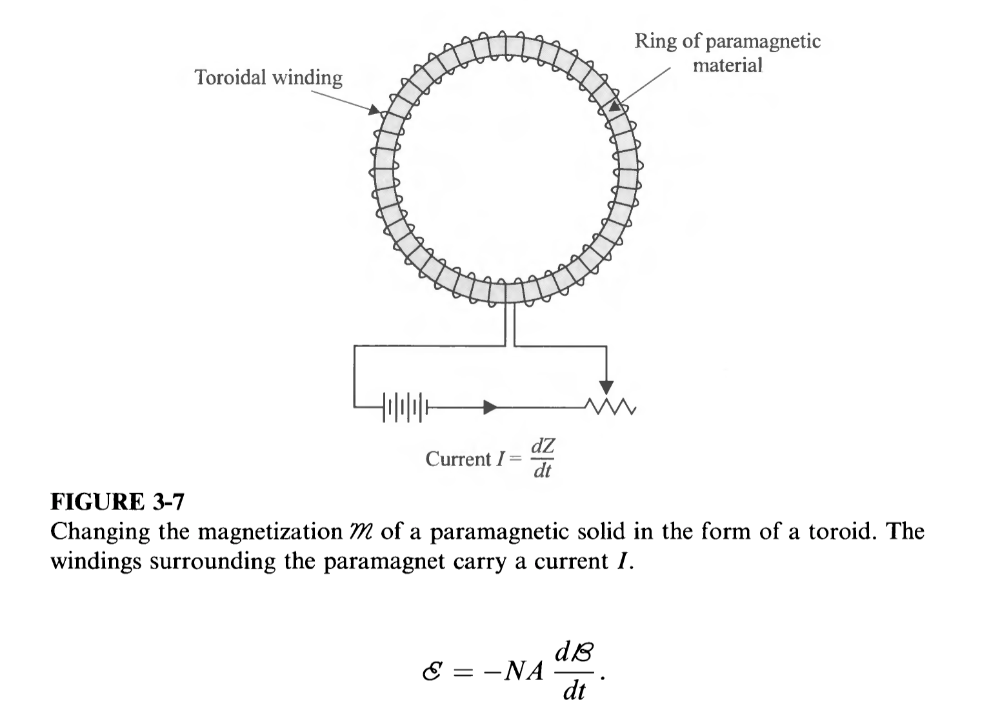 Ring of paramagnetic
material
Toroidal winding
Current I = dZ/dt
FIGURE 3-7
Changing the magnetization ℳ of a paramagnetic solid in the form of a toroid. The
windings surrounding the paramagnet carry a current I.
ℰ = −NA dℬ/dt.